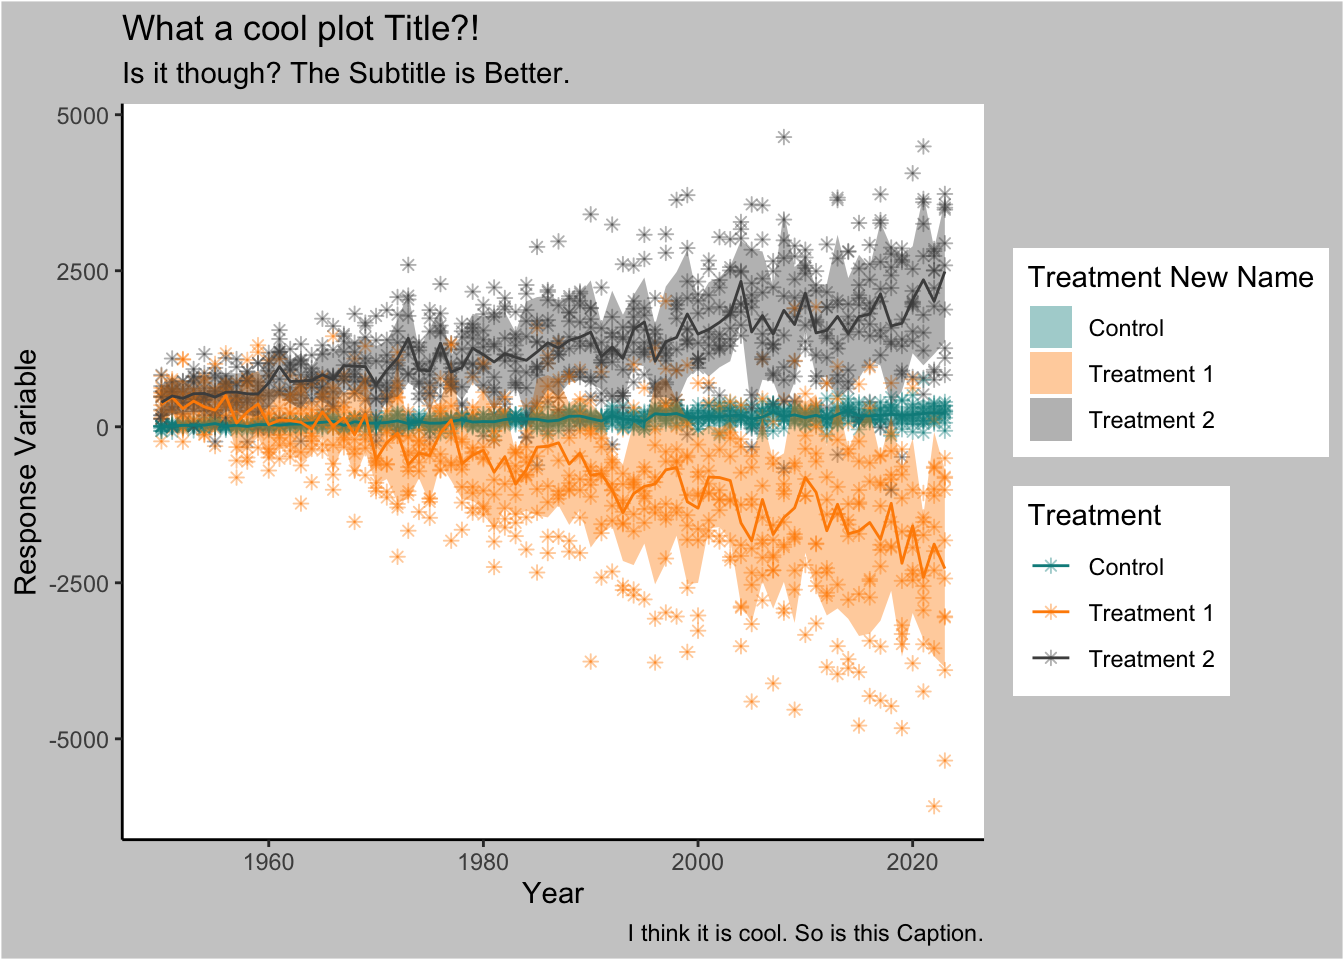 What a cool plot Title?!
Is it though? The Subtitle is Better.
5000
2500
0
-2500
-5000
Response Variable
1960 1980 2000 2020
Year
I think it is cool. So is this Caption.
Treatment New Name
Control
Treatment 1
Treatment 2
Treatment
Control
Treatment 1
Treatment 2